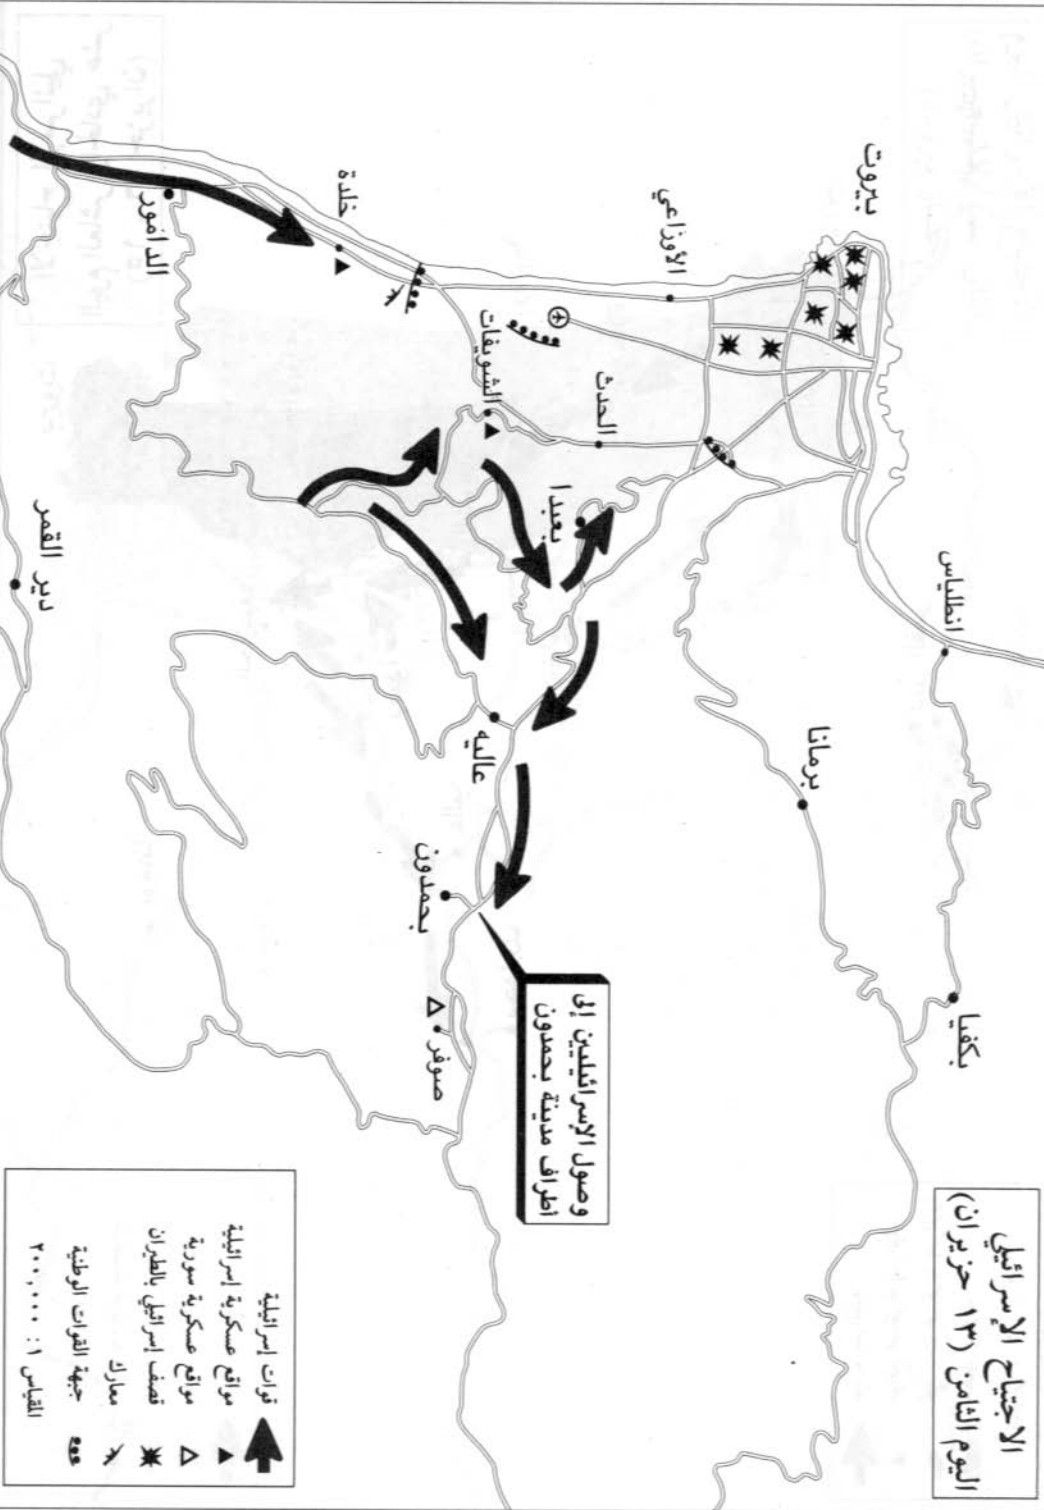 الاجتياح الإسرائيلي
اليوم الثامن (١٣ حزيران)
بيروت
انطلياس
بكفيا
برمانا
الأوزاعي
الحدث
بعبدا
الشويفات
خلدة
الدامور
دير القمر
عاليه
بحمدون
صوفر
وصول الإسرائيليين إلى
اطراف مدينة بحمدون
قوات إسرائيلية
مواقع عسكرية إسرائيلية
مواقع عسكرية سورية
قصف إسرائيلي بالطيران
معارك
جبهة القوات الوطنية
المقياس ١ : ٢٠٠,٠٠٠